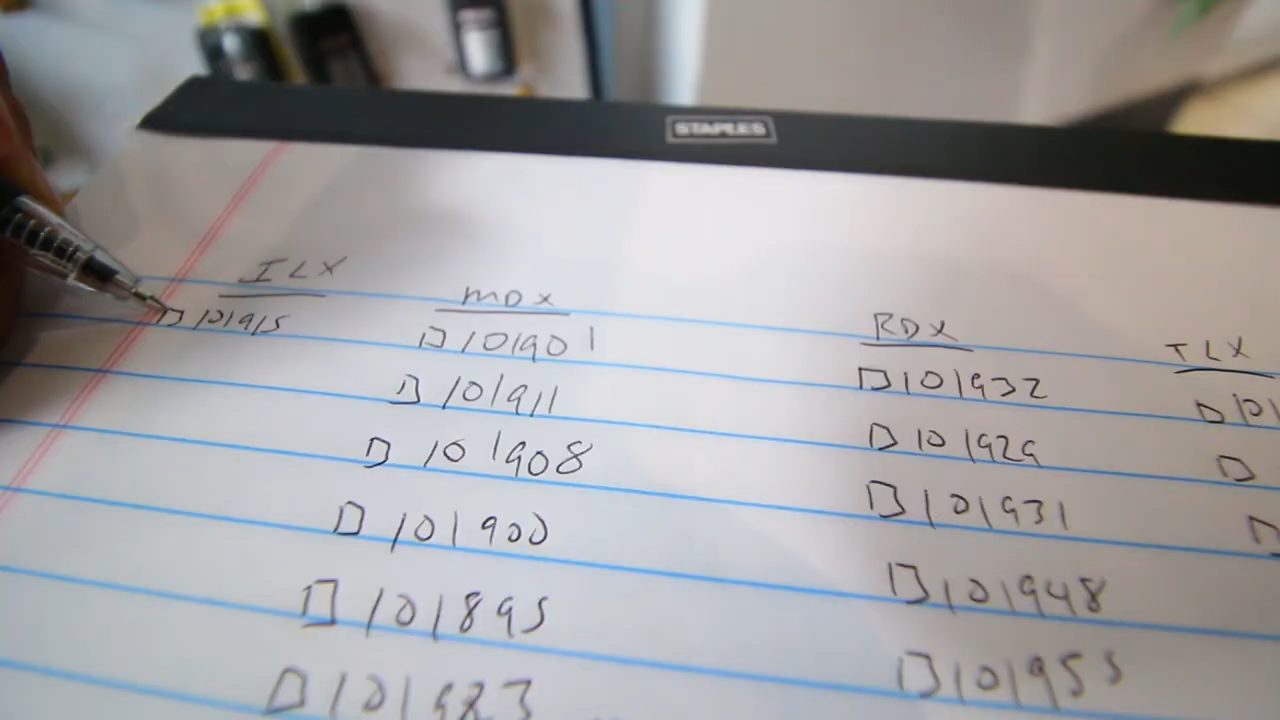 STAPLES
ILX MDX RDX TLX
□ 101915 □ 101901 □ 101932
□ 101911 □ 101929
□ 101908 □ 101931
□ 101900 □ 101948
□ 101895 □ 101955